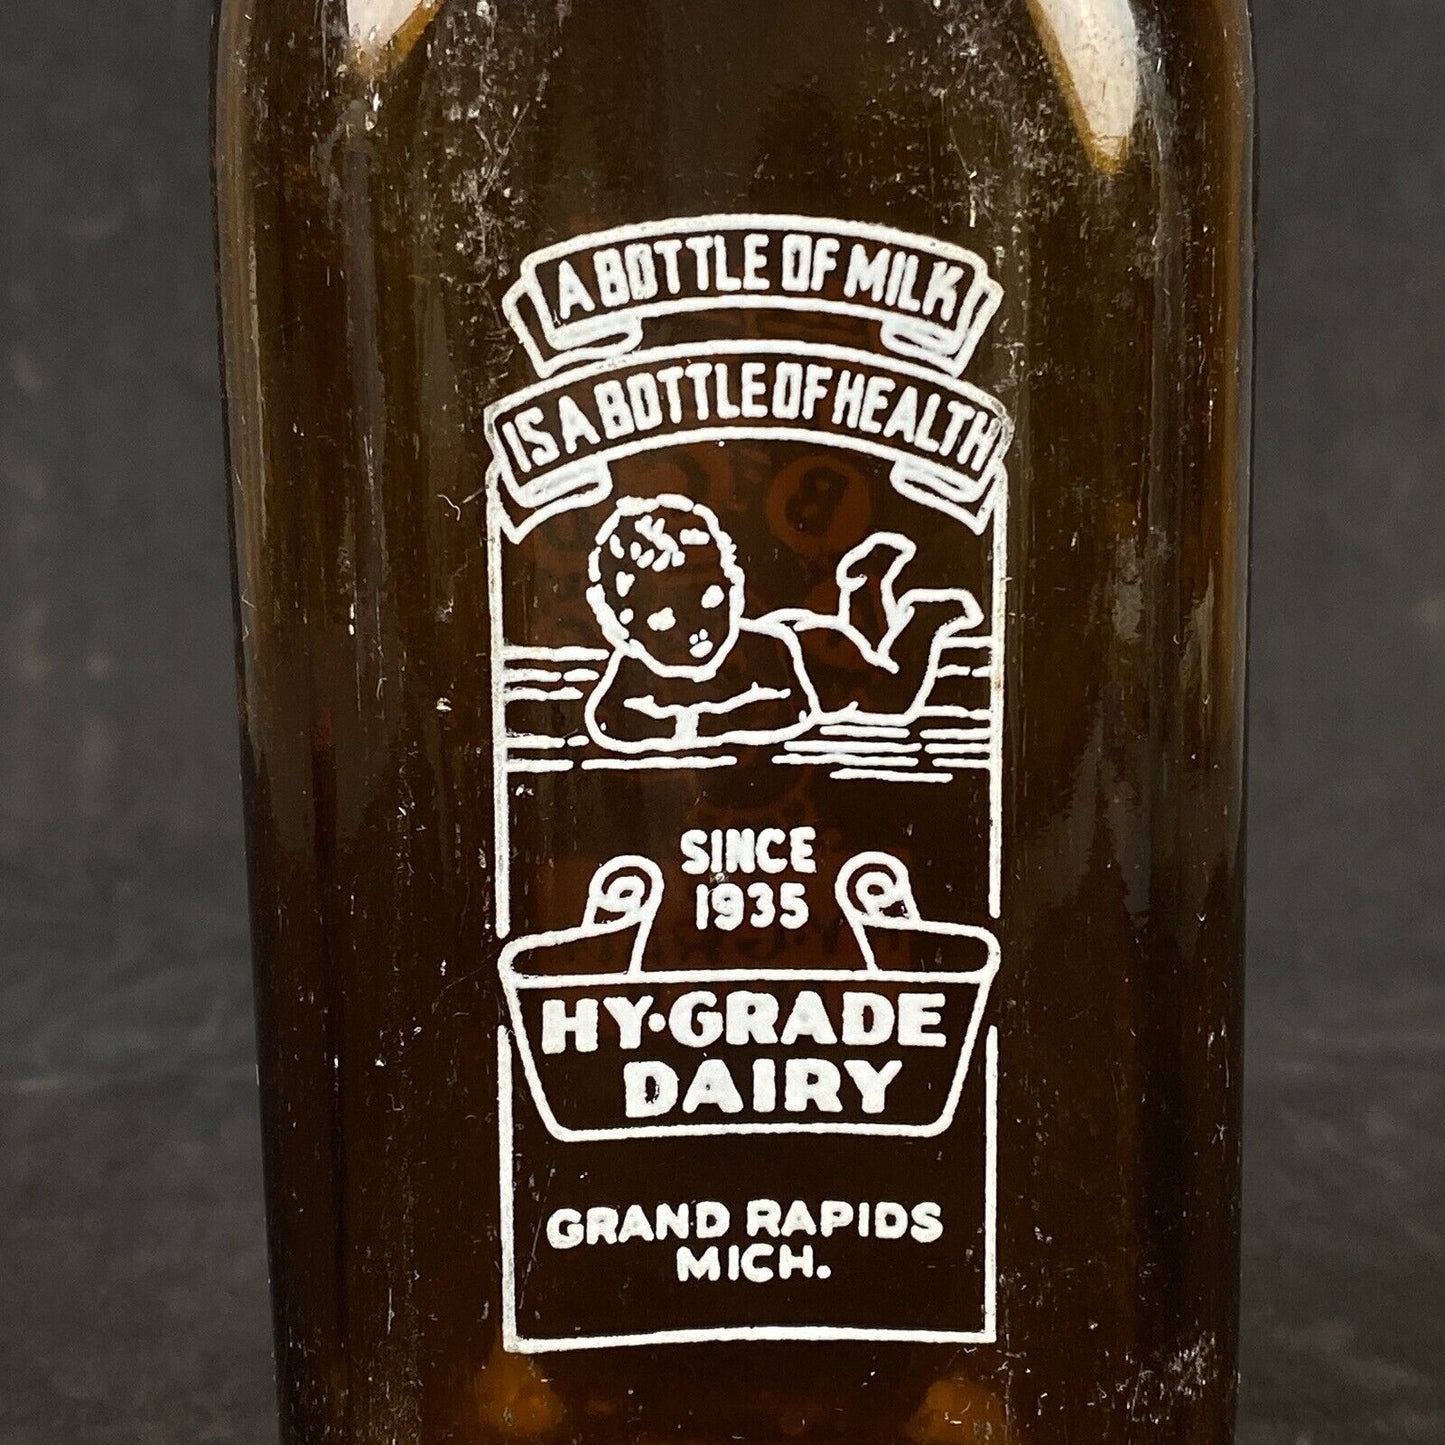 A BOTTLE OF MILK
IS A BOTTLE OF HEALTH
SINCE
1935
HY-GRADE
DAIRY
GRAND RAPIDS
MICH.